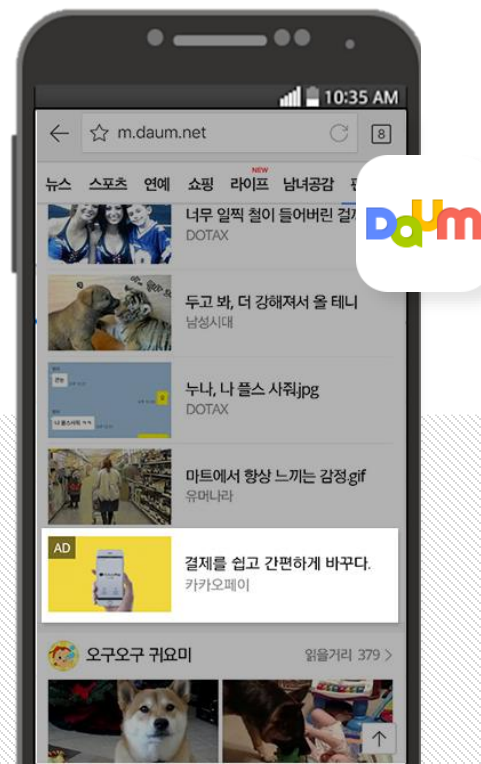 10:35 AM
m.daum.net
8
NEW
뉴스 스포츠 연예 쇼핑 라이프 남녀공감
Daum
너무 일찍 철이 들어버린
DOTAX
두고 봐, 더 강해져서 올 테니
남성시대
누나, 나 플스 사줘jpg
DOTAX
마트에서 향상 느끼는 감정.gif
유머나라
AD
결제를 쉽고 간편하게 바꾸다.
카카오페이
오구오구 귀요미
읽을거리 379 >